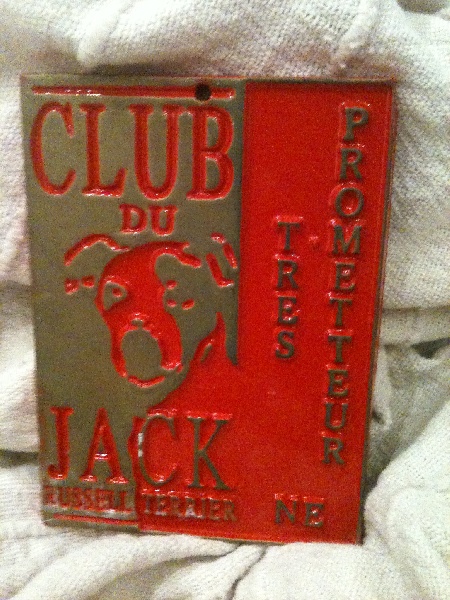 CLUB
DU
JACK
RUSSELL TERRIER
TRES
PROMETTEUR
NE